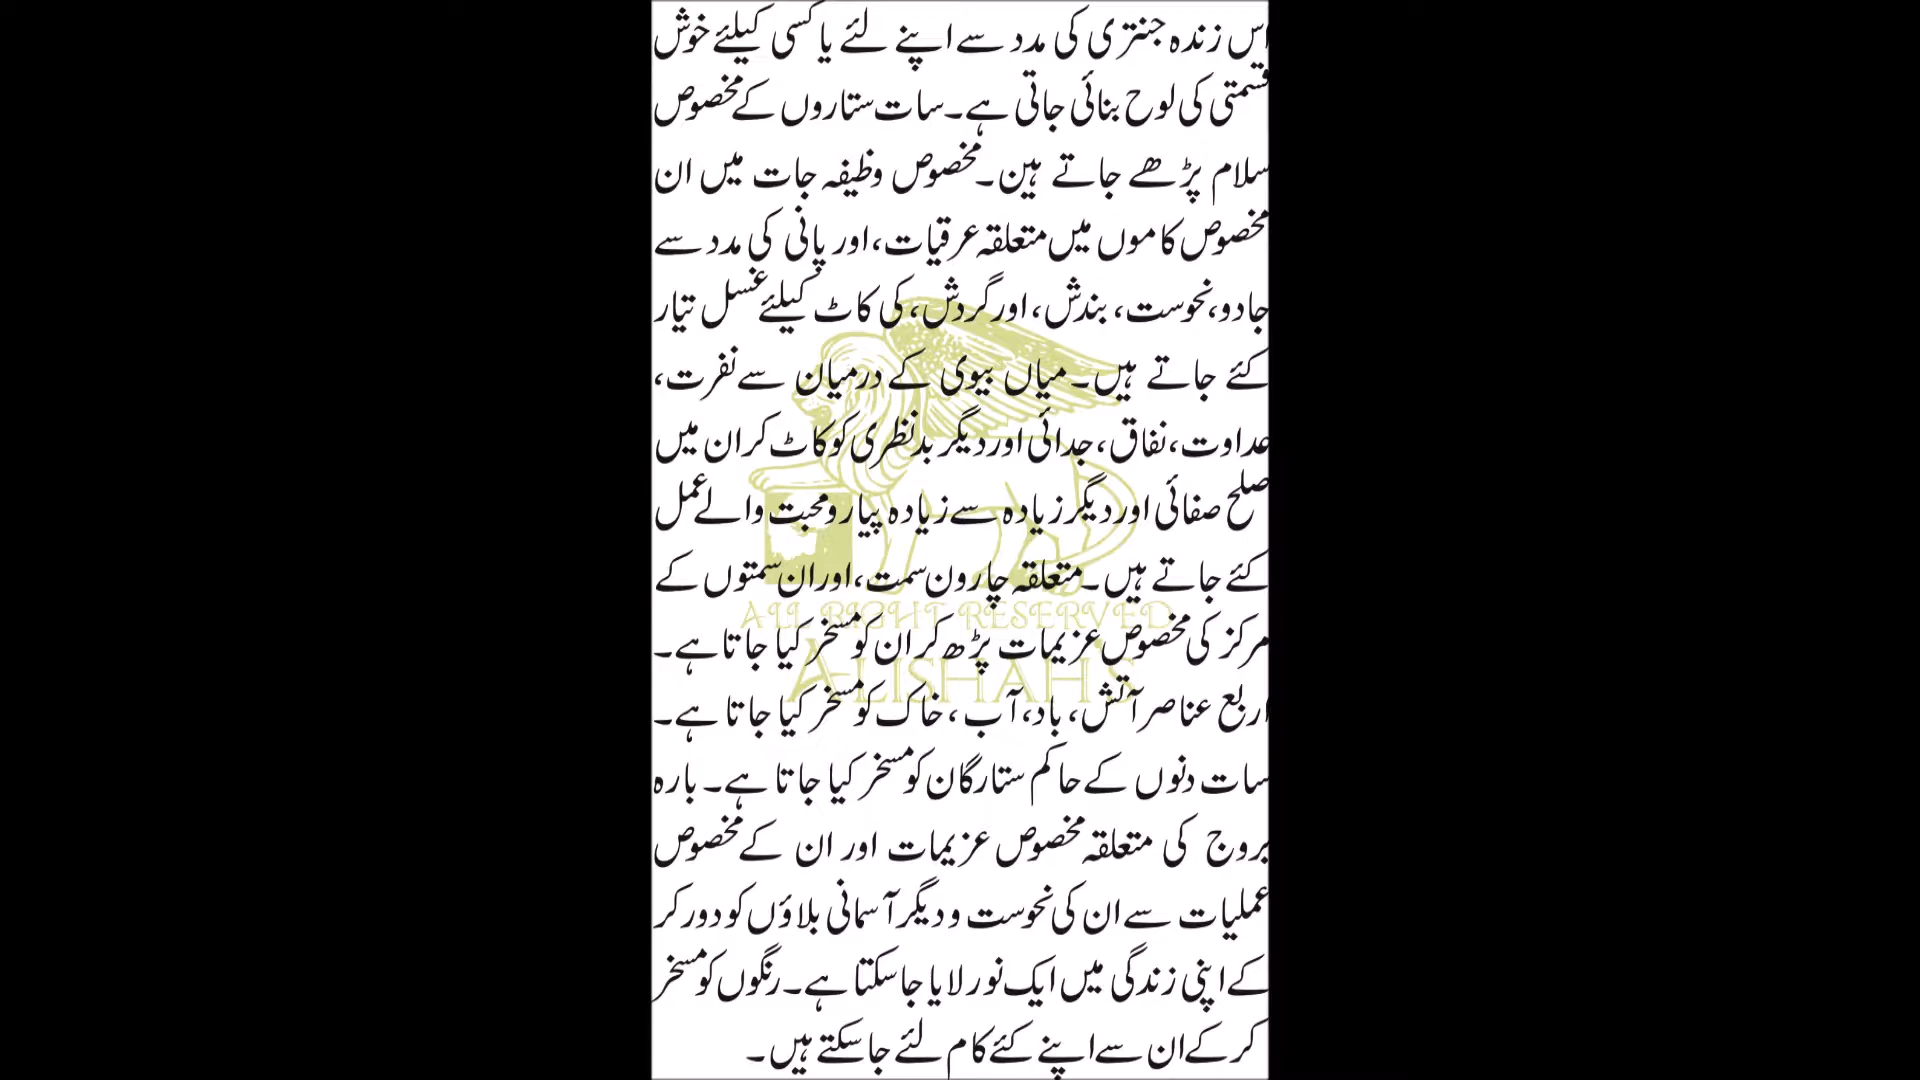 اس زندہ جنتری کی مدد سے اپنے لئے یا کسی کیلئے خوش
قسمتی کی لوح بنائی جاتی ہے۔ سات ستاروں کے مخصوص
سلام پڑھے جاتے ہین۔ مخصوص وظیفہ جات میں ان
مخصوص کاموں میں متعلقہ عرقیات، اور پانی کی مدد سے
جادو، نحوست، بندش، اور گردش، کی کاٹ کیلئے غسل تیار
کئے جاتے ہیں۔ میاں بیوی کے درمیان سے نفرت،
عداوت، نفاق، جدائی اور دیگر بدنظری کو کاٹ کر ان میں
صلح صفائی اور دیگر زیادہ سے زیادہ پیار و محبت والے عمل
کئے جاتے ہیں۔ متعلقہ چارون سمت، اور ان سمتوں کے
ALL RIGHT RESERVED
مرکز کی مخصوص عزیمات پڑھ کر ان کو مسخر کیا جاتا ہے۔
ALISHAH'S
اربع عناصر آتش، باد، آب، خاک کو مسخر کیا جاتا ہے۔
سات دنوں کے حاکم ستارگان کو مسخر کیا جاتا ہے۔ بارہ
بروج کی متعلقہ مخصوص عزیمات اور ان کے مخصوص
عملیات سے ان کی نحوست و دیگر آسمانی بلاؤں کو دور کر
کے اپنی زندگی میں ایک نور لایا جاسکتا ہے۔ رنگوں کو مسخر
کر کے ان سے اپنے کئے کام لئے جاسکتے ہیں۔